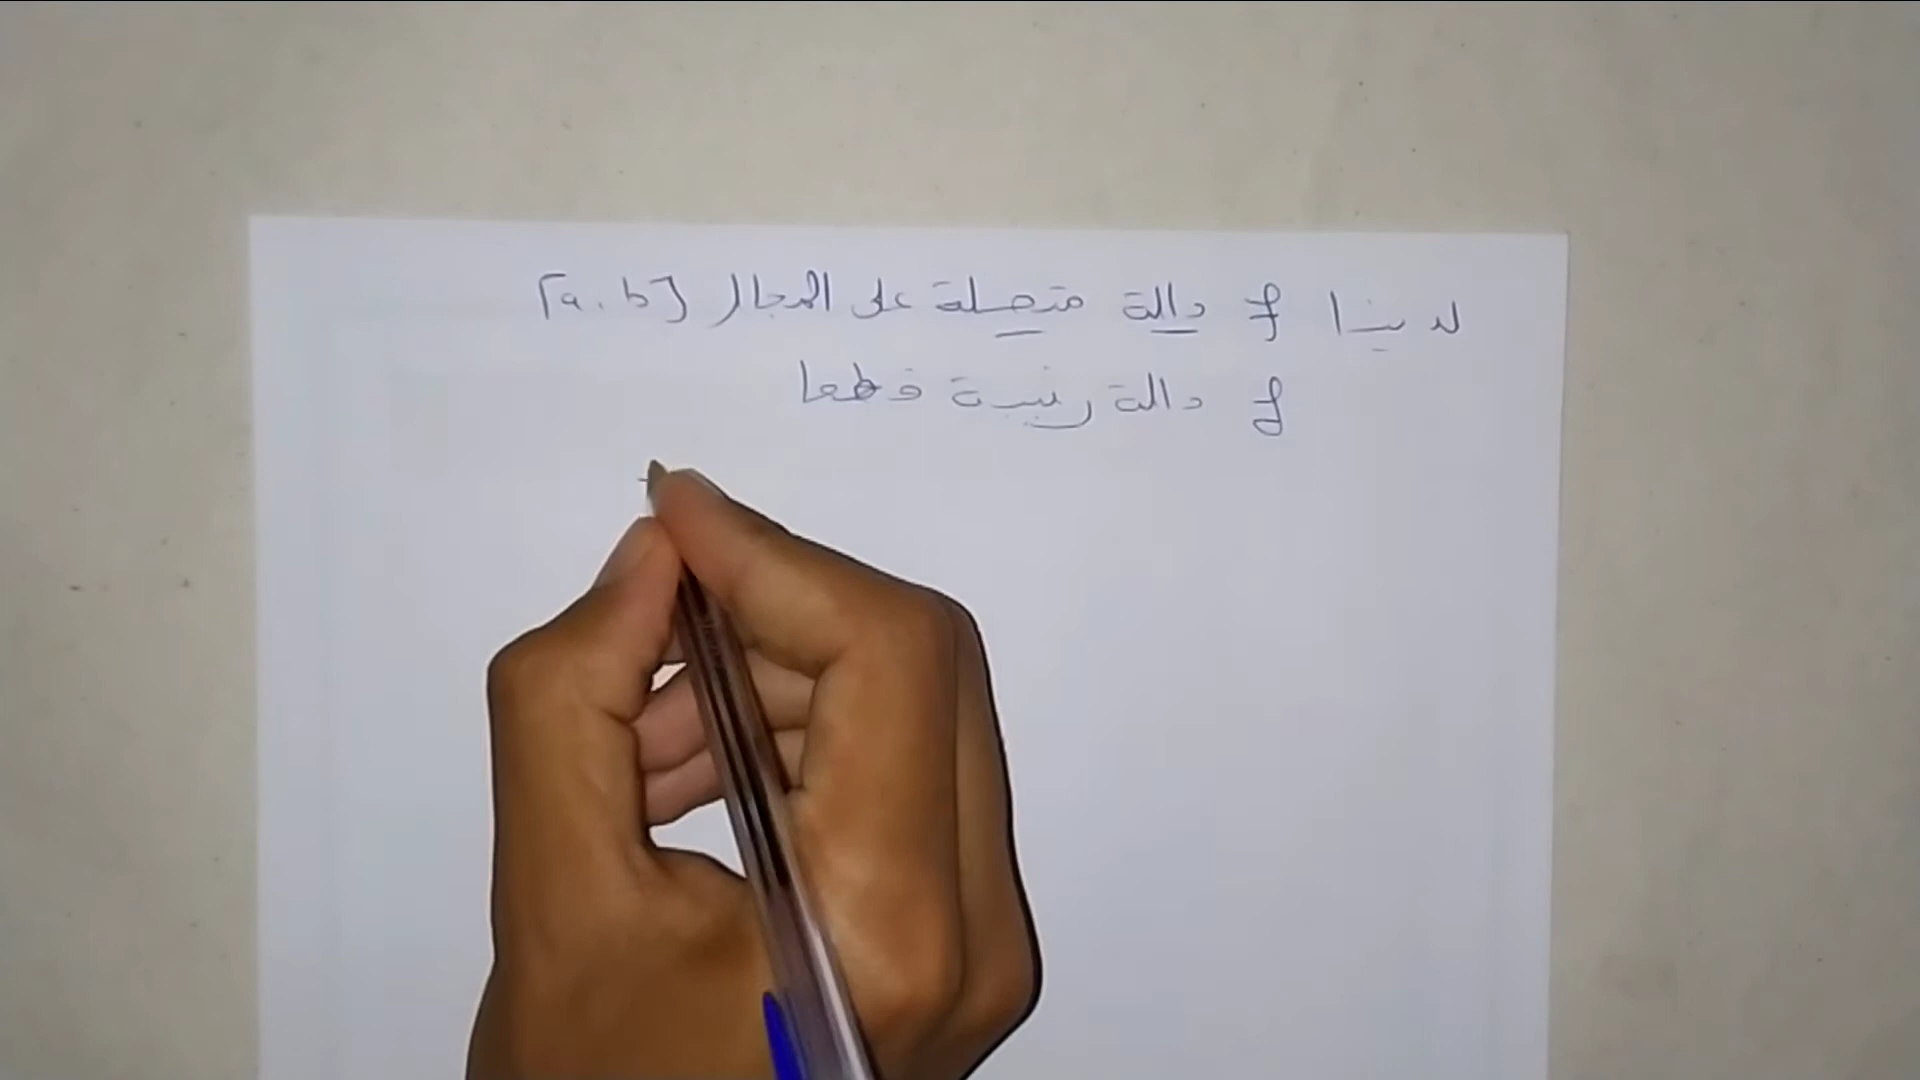 لدينا f دالة متصلة على المجال [a، b]
f دالة رتيبة قطعا